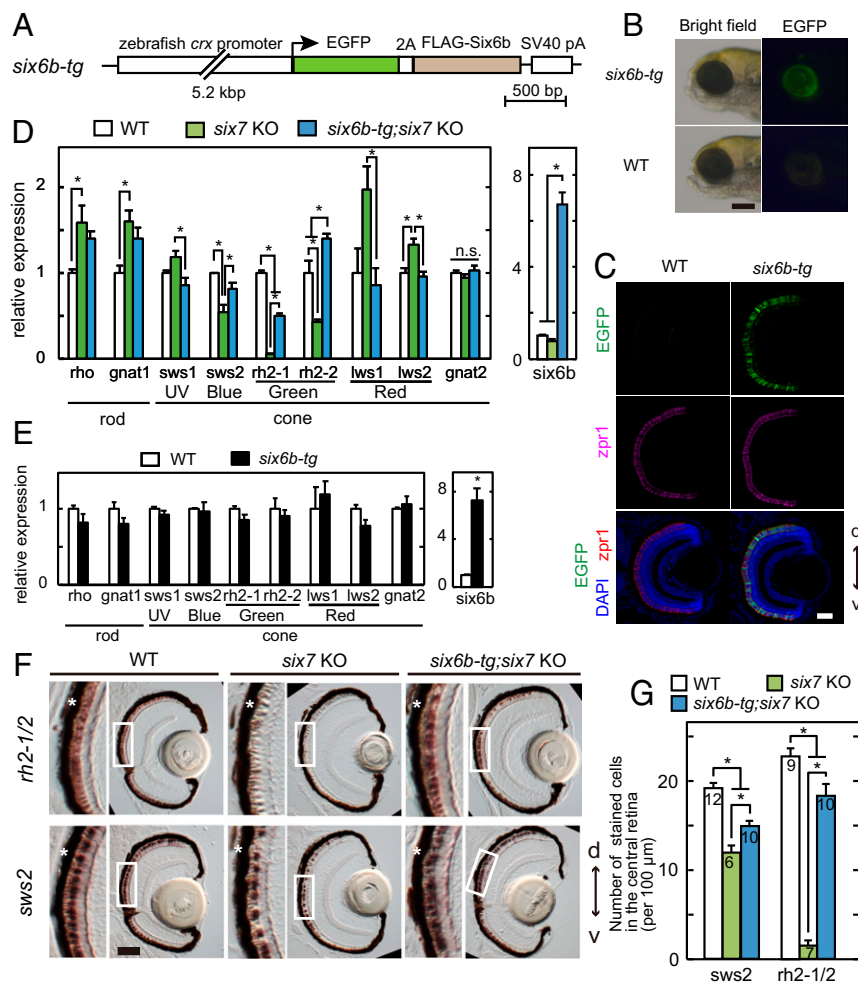 A
zebrafish crx promoter EGFP 2A FLAG-Six6b SV40 pA
six6b-tg
5.2 kbp
500 bp
B
Bright field EGFP
six6b-tg
WT
C
WT six6b-tg
EGFP
zpr1
EGFP zpr1
DAPI
d
v
D
WT six7 KO six6b-tg;six7 KO
relative expression
2
1
0
* * * * * * * * * * * * n.s.
rho gnat1 sws1 sws2 rh2-1 rh2-2 lws1 lws2 gnat2
UV Blue Green Red
rod cone
8
4
0
*
six6b
E
WT six6b-tg
relative expression
1
0
rho gnat1 sws1 sws2 rh2-1 rh2-2 lws1 lws2 gnat2
UV Blue Green Red
rod cone
8
4
0
*
six6b
F
WT six7 KO six6b-tg;six7 KO
rh2-1/2
* * *
sws2
* * *
d
v
G
WT six7 KO
six6b-tg;six7 KO
Number of stained cells
in the central retina
(per 100 µm)
20
10
0
* * * *
12 6 10 9 7 10
sws2 rh2-1/2